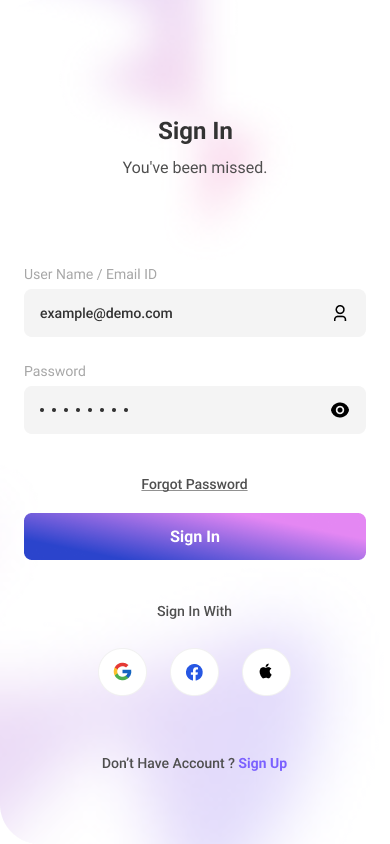 Sign In
You've been missed.
User Name / Email ID
example@demo.com
Password
Forgot Password
Sign In
Sign In With
Don't Have Account ? Sign Up